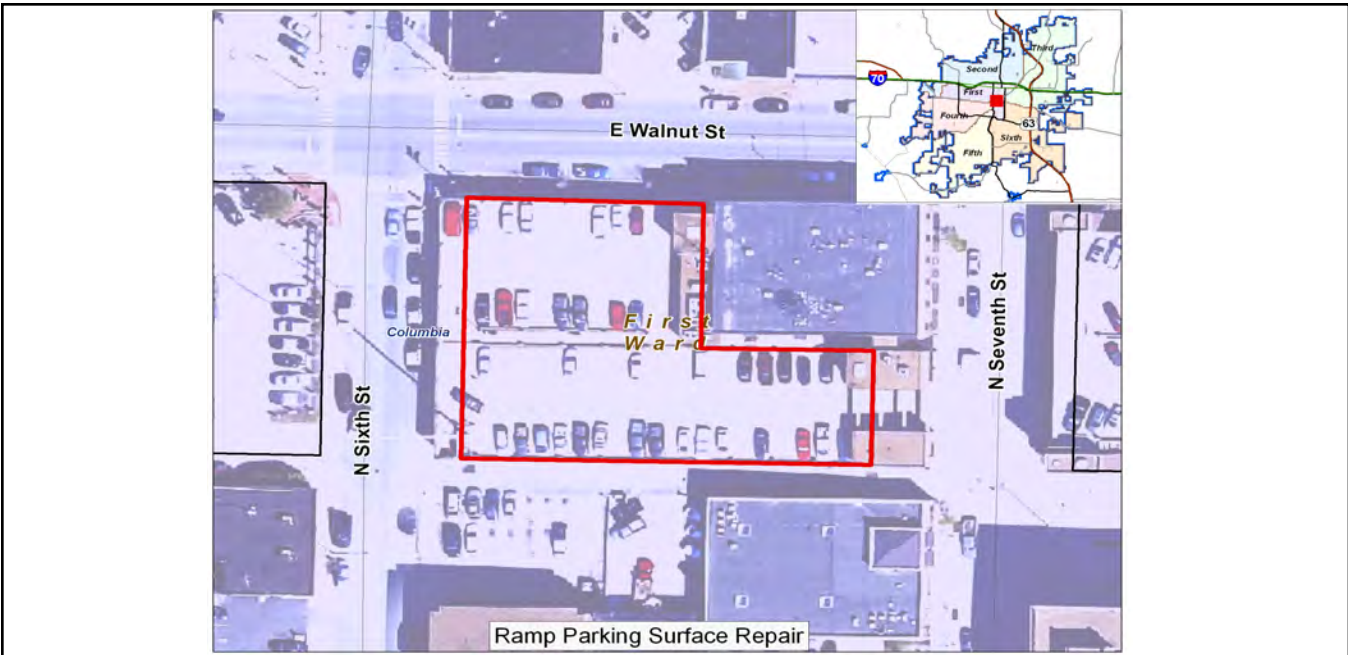 Third
Second
70
First
Fourth
63
Sixth
Fifth
E Walnut St
Columbia
First
Ward
N Sixth St
N Seventh St
Ramp Parking Surface Repair